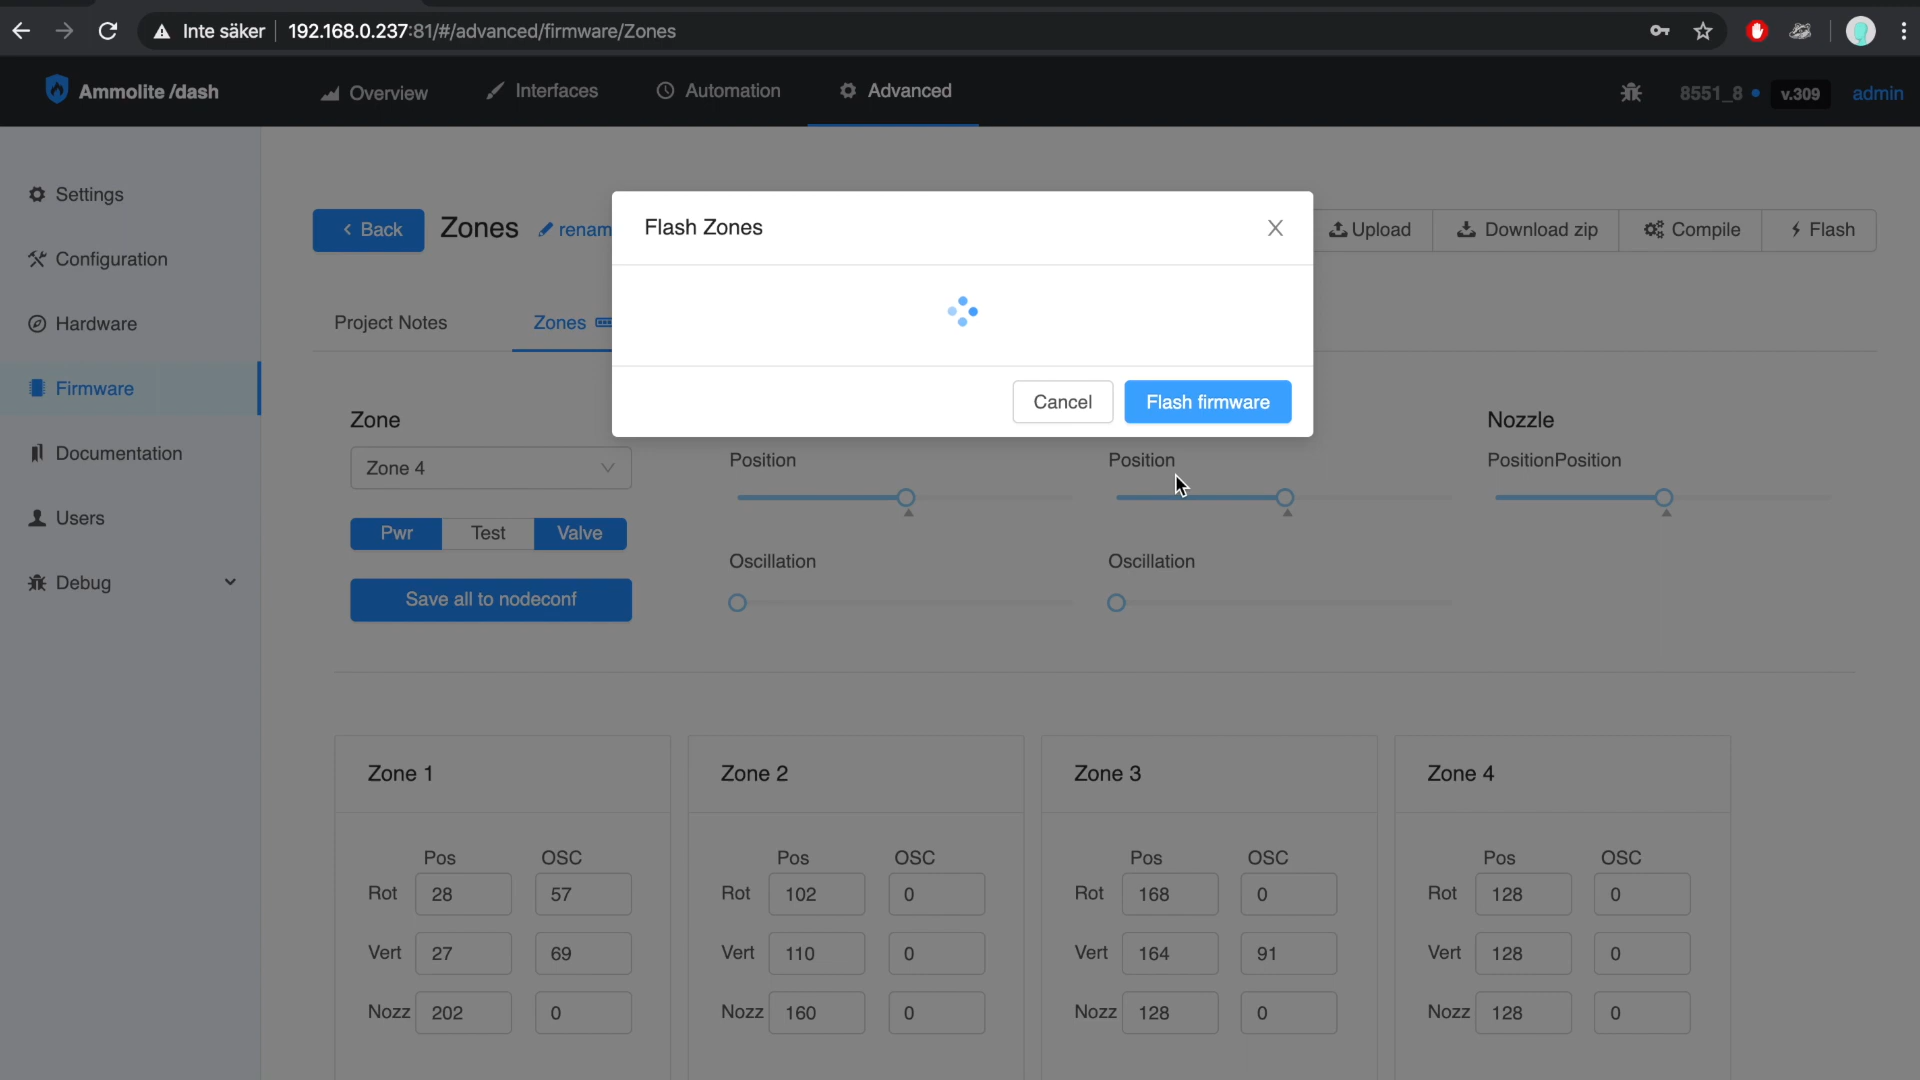 Inte säker 192.168.0.237:81/#/advanced/firmware/Zones
Ammolite /dash Overview Interfaces Automation Advanced 8551_8 v.309 admin
Settings
Configuration
Hardware
Firmware
Documentation
Users
Debug
Back Zones renam Upload Download zip Compile Flash
Flash Zones
Project Notes Zones
Cancel Flash firmware
Zone Nozzle
Zone 4 Position Position PositionPosition
Pwr Test Valve
Oscillation Oscillation
Save all to nodeconf
Zone 1 Zone 2 Zone 3 Zone 4
Pos OSC Pos OSC Pos OSC Pos OSC
Rot 28 57 Rot 102 0 Rot 168 0 Rot 128 0
Vert 27 69 Vert 110 0 Vert 164 91 Vert 128 0
Nozz 202 0 Nozz 160 0 Nozz 128 0 Nozz 128 0